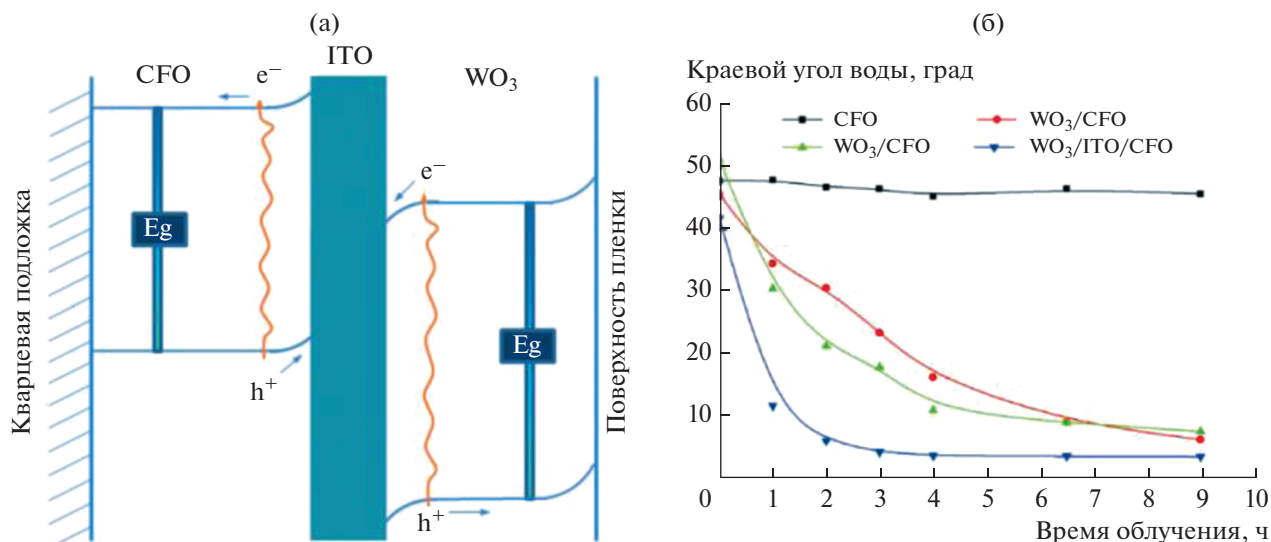 (а)
CFO
ITO
WO3
e−
e−
Eg
Eg
h+
h+
Кварцевая подложка
Поверхность пленки
(б)
Краевой угол воды, град
60
50
40
30
20
10
CFO
WO3/CFO
WO3/CFO
WO3/ITO/CFO
0 1 2 3 4 5 6 7 8 9 10
Время облучения, ч